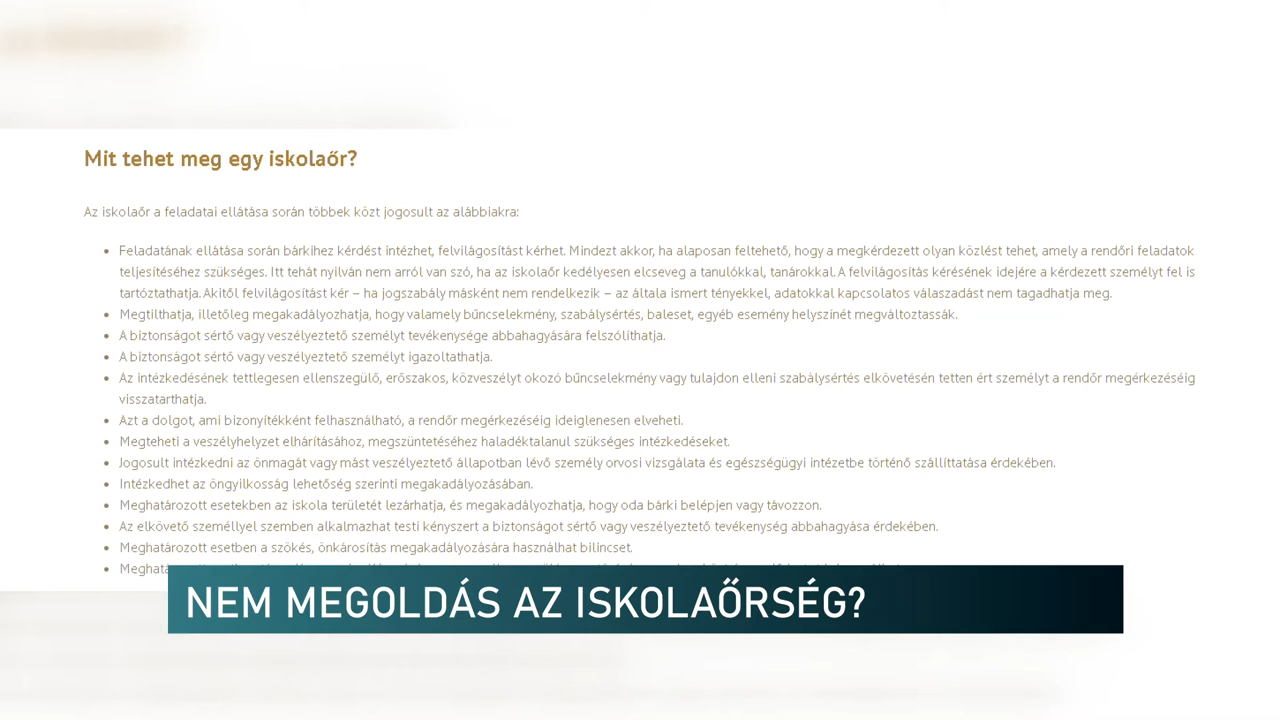 Mit tehet meg egy iskolaőr?
Az iskolaőr a feladatai ellátása során többek közt jogosult az alábbiakra:
• Feladatának ellátása során bárkihez kérdést intézhet, felvilágosítást kérhet. Mindezt akkor, ha alaposan feltehető, hogy a megkérdezett olyan közlést tehet, amely a rendőri feladatok
teljesítéséhez szükséges. Itt tehát nyilván nem arról van szó, ha az iskolaőr kedélyesen elcseveg a tanulókkal, tanárokkal. A felvilágosítás kérésének idejére a kérdezett személyt fel is
tartóztathatja. Akitől felvilágosítást kér – ha jogszabály másként nem rendelkezik – az általa ismert tényekkel, adatokkal kapcsolatos válaszadást nem tagadhatja meg.
• Megtilthatja, illetőleg megakadályozhatja, hogy valamely bűncselekmény, szabálysértés, baleset, egyéb esemény helyszínét megváltoztassák.
• A biztonságot sértő vagy veszélyeztető személyt tevékenysége abbahagyására felszólíthatja.
• A biztonságot sértő vagy veszélyeztető személyt igazoltathatja.
• Az intézkedésének tettlegesen ellenszegülő, erőszakos, közveszélyt okozó bűncselekmény vagy tulajdon elleni szabálysértés elkövetésén tetten ért személyt a rendőr megérkezéséig
visszatarthatja.
• Azt a dolgot, ami bizonyítékként felhasználható, a rendőr megérkezéséig ideiglenesen elveheti.
• Megteheti a veszélyhelyzet elhárításához, megszüntetéséhez haladéktalanul szükséges intézkedéseket.
• Jogosult intézkedni az önmagát vagy mást veszélyeztető állapotban lévő személy orvosi vizsgálata és egészségügyi intézetbe történő szállíttatása érdekében.
• Intézkedhet az öngyilkosság lehetőség szerinti megakadályozásában.
• Meghatározott esetekben az iskola területét lezárhatja, és megakadályozhatja, hogy oda bárki belépjen vagy távozzon.
• Az elkövető személlyel szemben alkalmazhat testi kényszert a biztonságot sértő vagy veszélyeztető tevékenység abbahagyása érdekében.
• Meghatározott esetben a szökés, önkárosítás megakadályozására használhat bilincset.
NEM MEGOLDÁS AZ ISKOLAŐRSÉG?